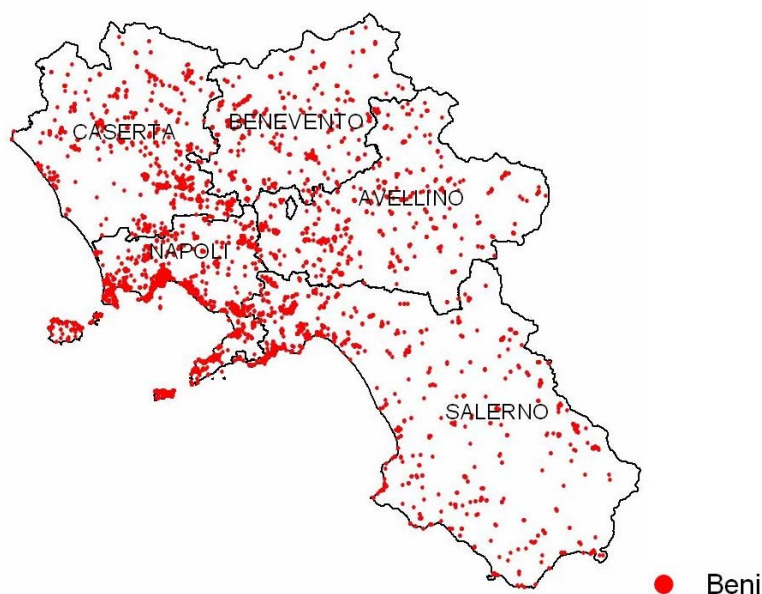 BENEVENTO
CASERTA
AVELLINO
NAPOLI
SALERNO
Beni